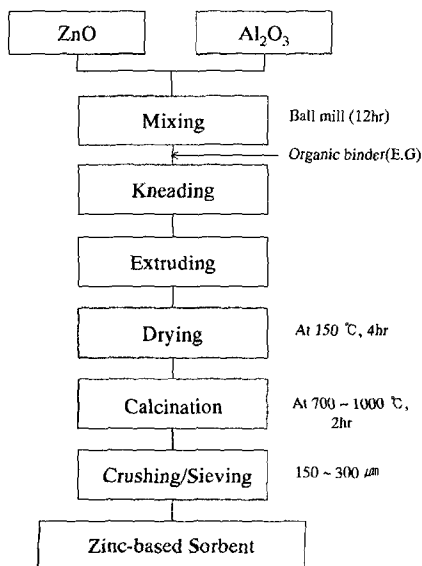 ZnO
Al₂O₃
Mixing
Ball mill (12hr)
Organic binder(E.G)
Kneading
Extruding
Drying
At 150 ℃, 4hr
Calcination
At 700 ~ 1000 ℃,
2hr
Crushing/Sieving
150 ~ 300 ㎛
Zinc-based Sorbent